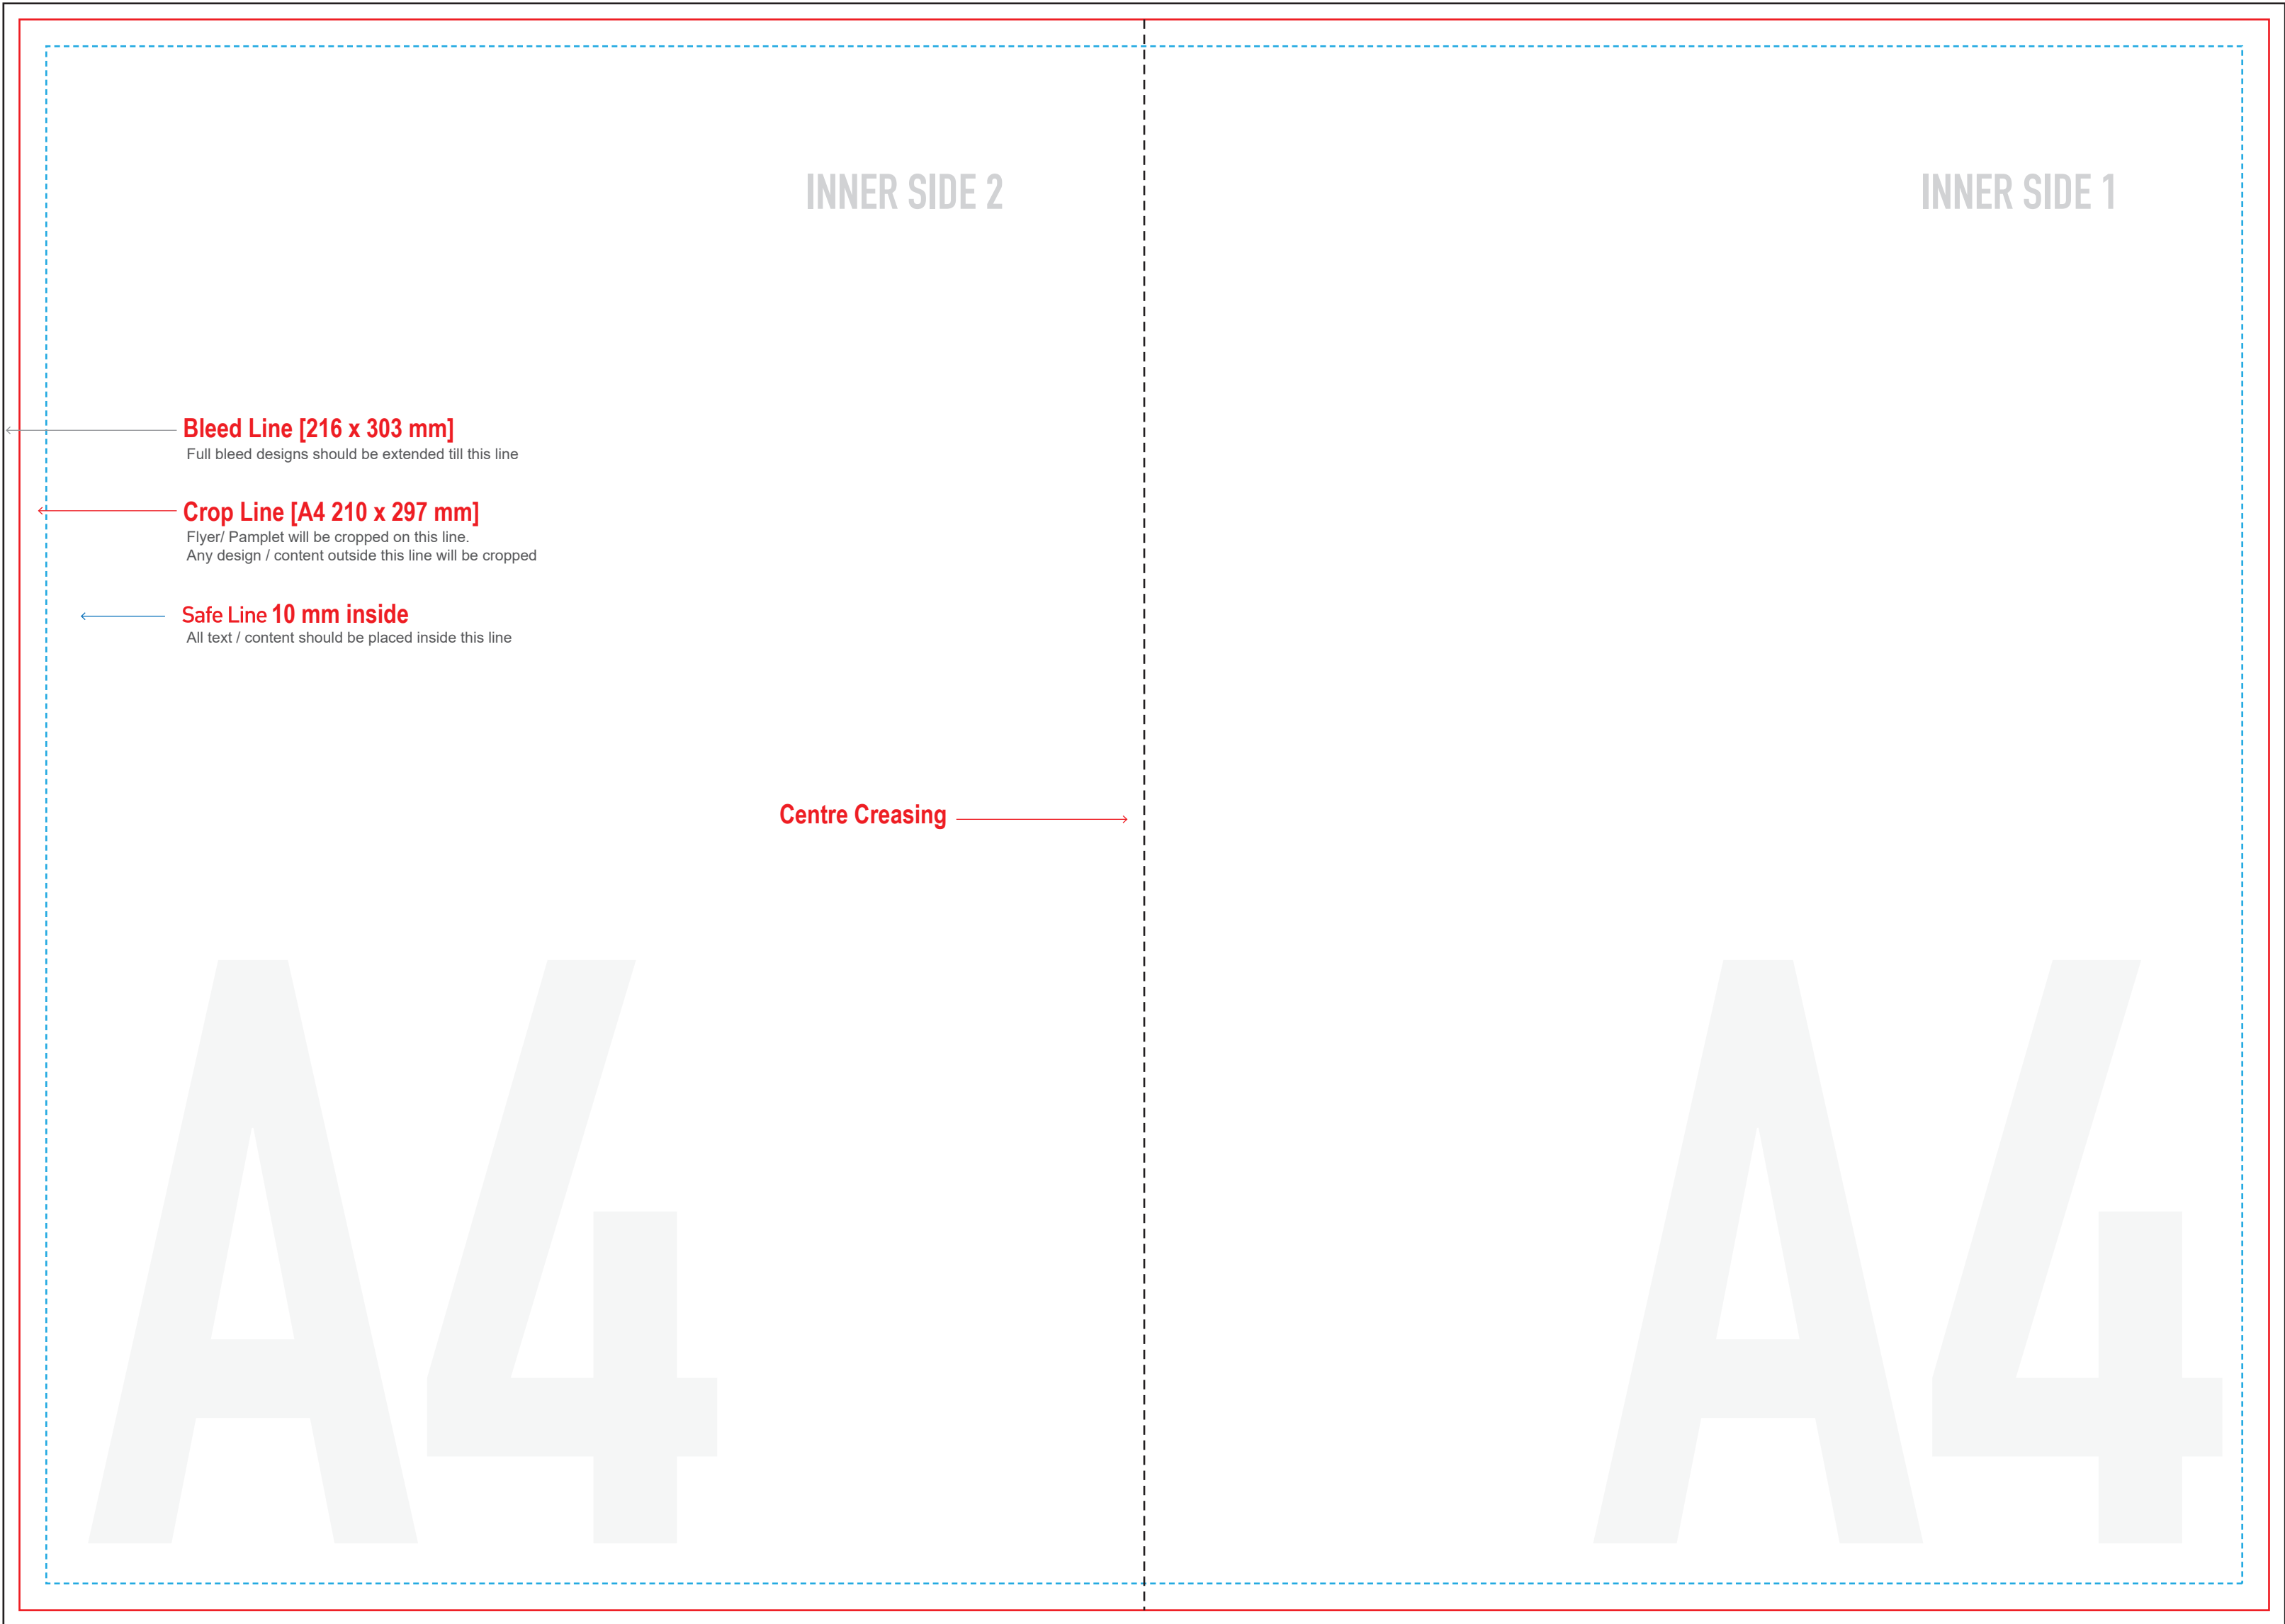 INNER SIDE 2
INNER SIDE 1
Bleed Line [216 x 303 mm]
Full bleed designs should be extended till this line
Crop Line [A4 210 x 297 mm]
Flyer/ Pamplet will be cropped on this line.
Any design / content outside this line will be cropped
Safe Line 10 mm inside
All text / content should be placed inside this line
Centre Creasing
A4
A4